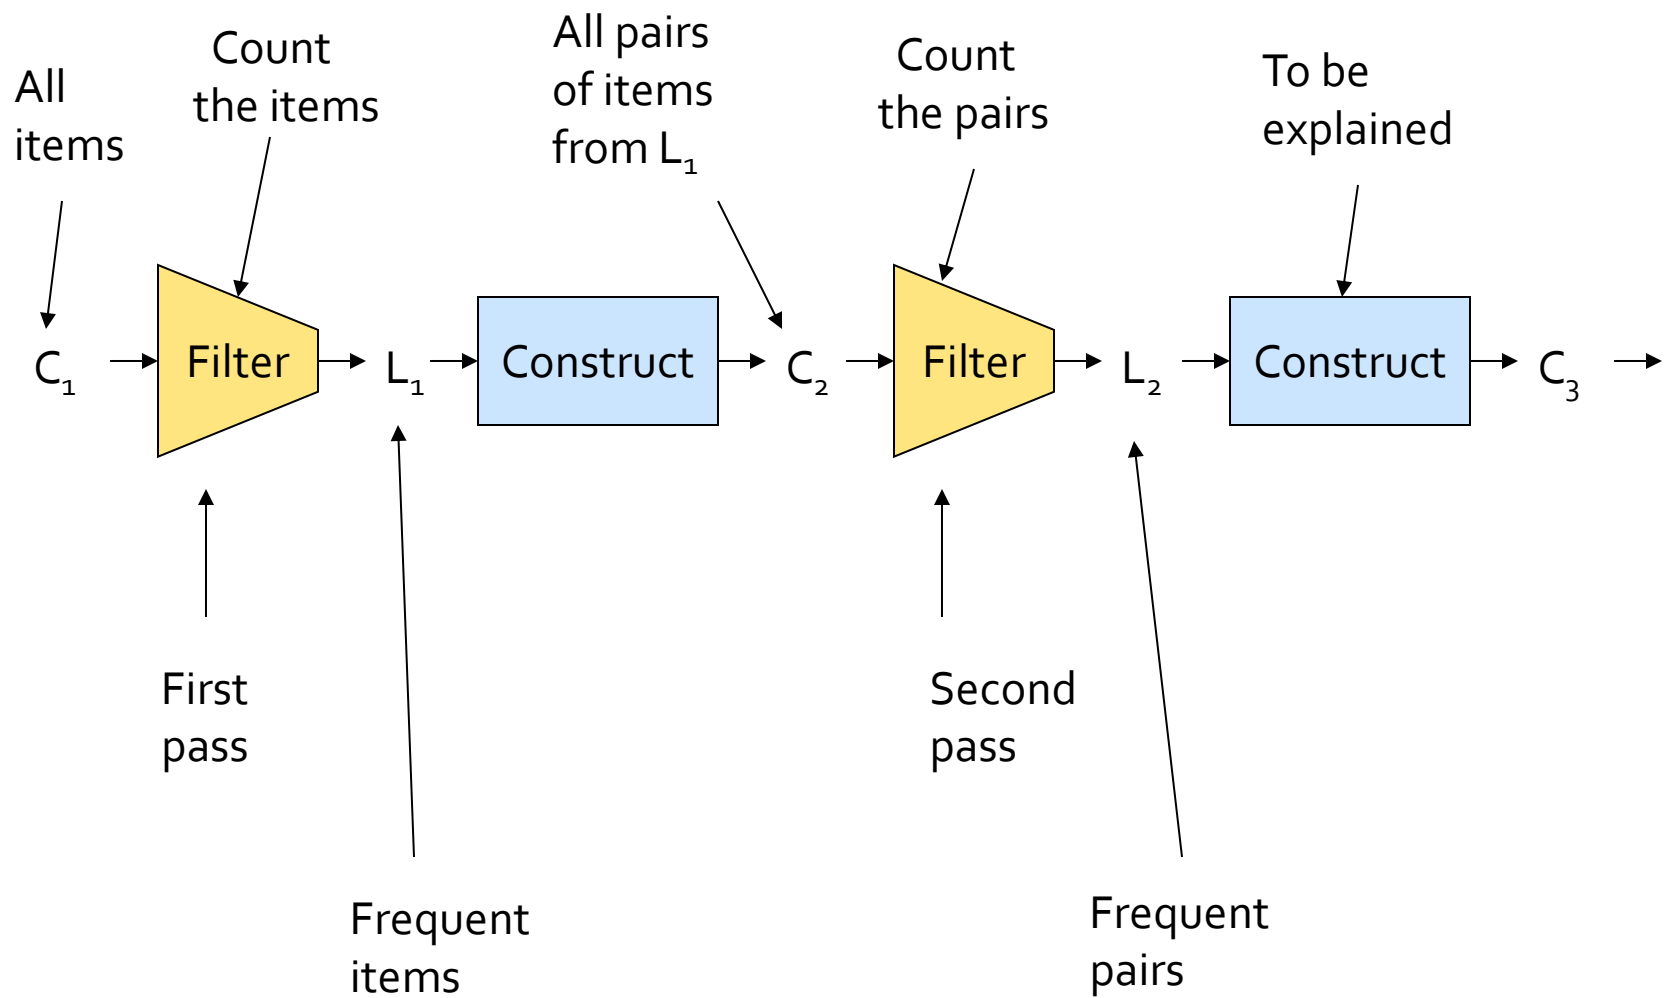 All
items
Count
the items
All pairs
of items
from L₁
Count
the pairs
To be
explained
C₁
Filter
L₁
Construct
C₂
Filter
L₂
Construct
C₃
First
pass
Second
pass
Frequent
items
Frequent
pairs